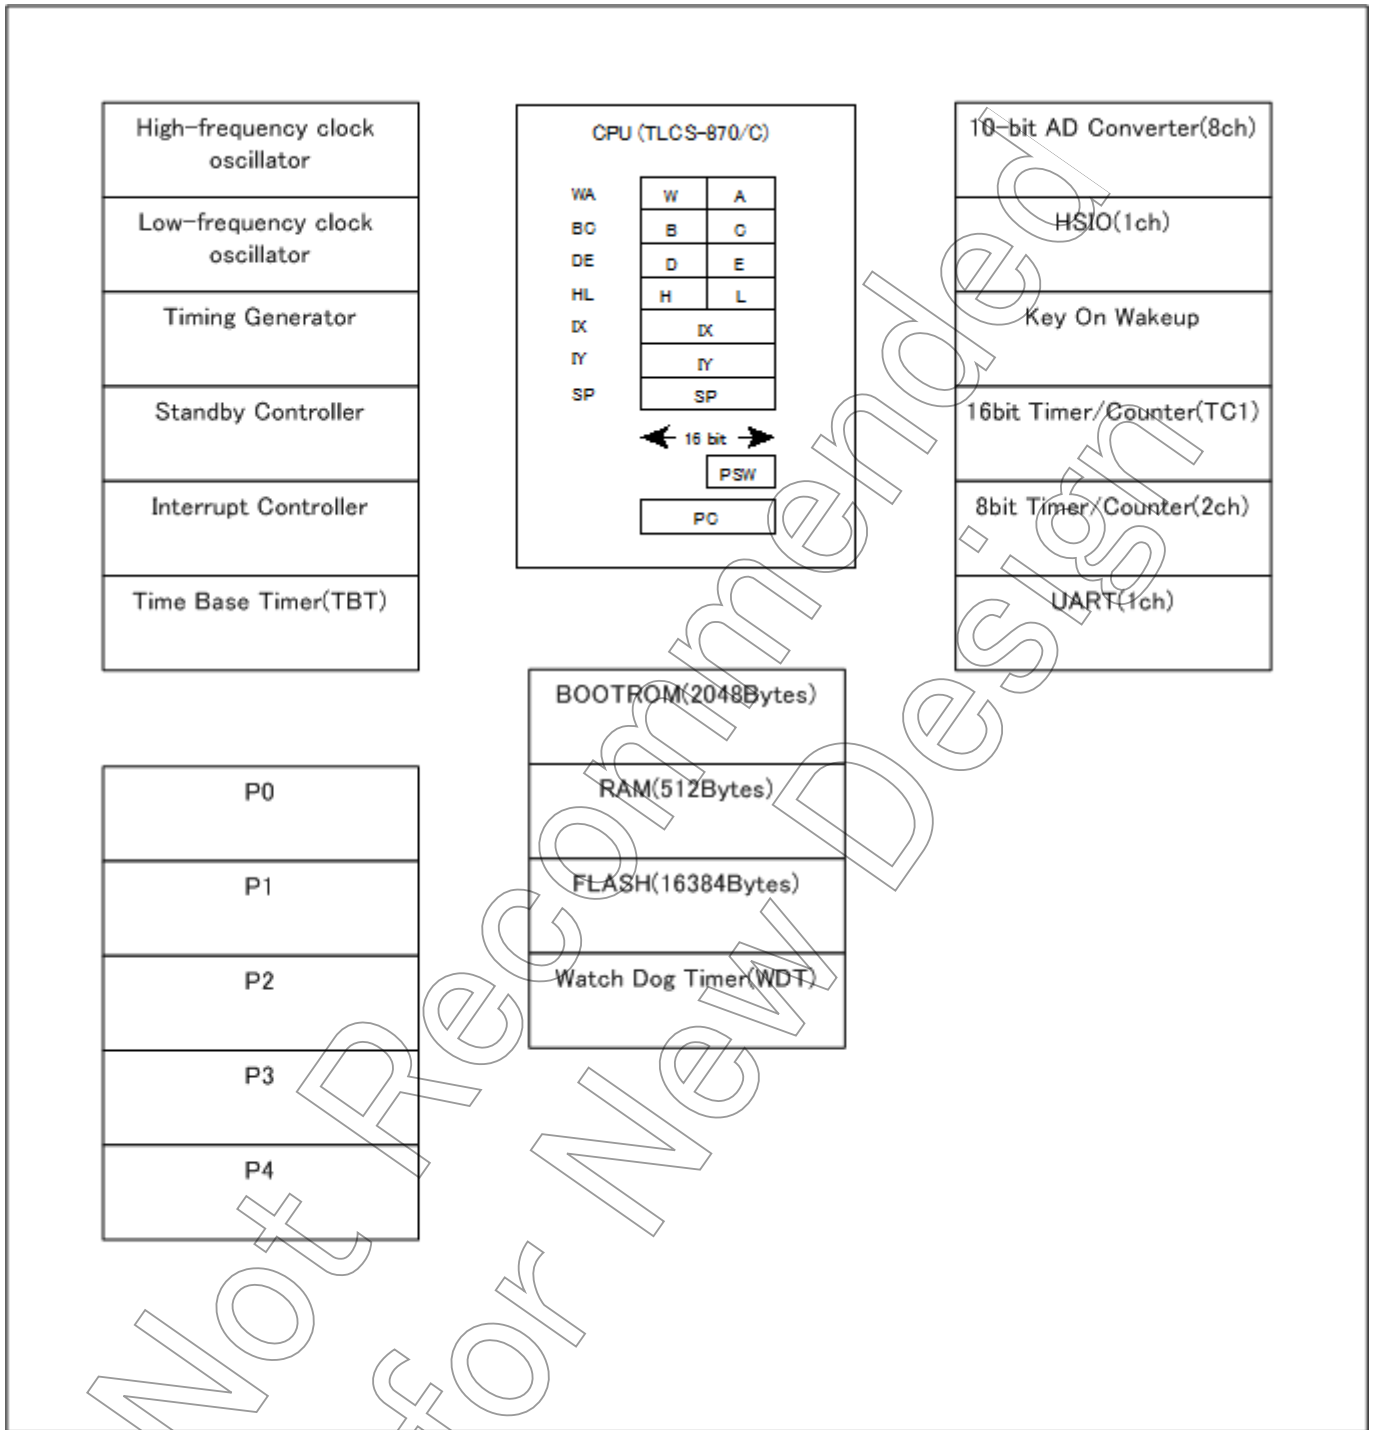 High-frequency clock
oscillator
Low-frequency clock
oscillator
Timing Generator
Standby Controller
Interrupt Controller
Time Base Timer(TBT)
CPU (TLCS-870/C)
WA W A
BC B C
DE D E
HL H L
IX IX
IY IY
SP SP
16 bit
PSW
PC
10-bit AD Converter(8ch)
HSIO(1ch)
Key On Wakeup
16bit Timer/Counter(TC1)
8bit Timer/Counter(2ch)
UART(1ch)
BOOTROM(2048Bytes)
RAM(512Bytes)
FLASH(16384Bytes)
Watch Dog Timer(WDT)
P0
P1
P2
P3
P4
Not Recommended
for New Design